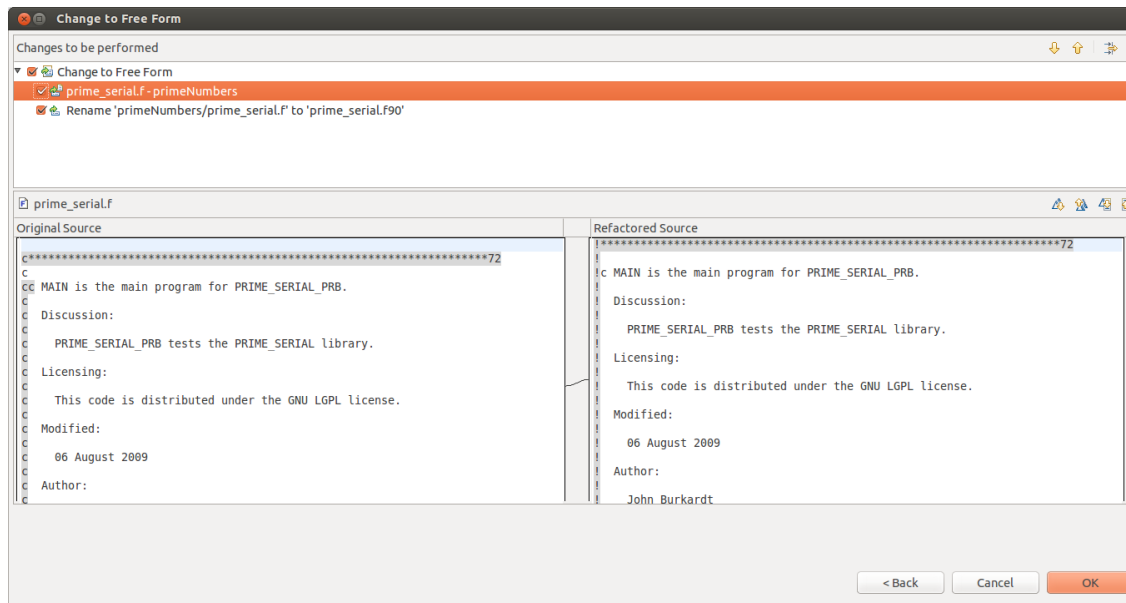 Change to Free Form
Changes to be performed
Change to Free Form
prime_serial.f - primeNumbers
Rename 'primeNumbers/prime_serial.f' to 'prime_serial.f90'
prime_serial.f
Original Source
c*********************************************************************72
c
cc MAIN is the main program for PRIME_SERIAL_PRB.
c
c  Discussion:
c
c    PRIME_SERIAL_PRB tests the PRIME_SERIAL library.
c
c  Licensing:
c
c    This code is distributed under the GNU LGPL license.
c
c  Modified:
c
c    06 August 2009
c
c  Author:
c
Refactored Source
!*********************************************************************72
!
!c MAIN is the main program for PRIME_SERIAL_PRB.
!
!  Discussion:
!
!    PRIME_SERIAL_PRB tests the PRIME_SERIAL library.
!
!  Licensing:
!
!    This code is distributed under the GNU LGPL license.
!
!  Modified:
!
!    06 August 2009
!
!  Author:
!
!    John Burkardt
< Back
Cancel
OK